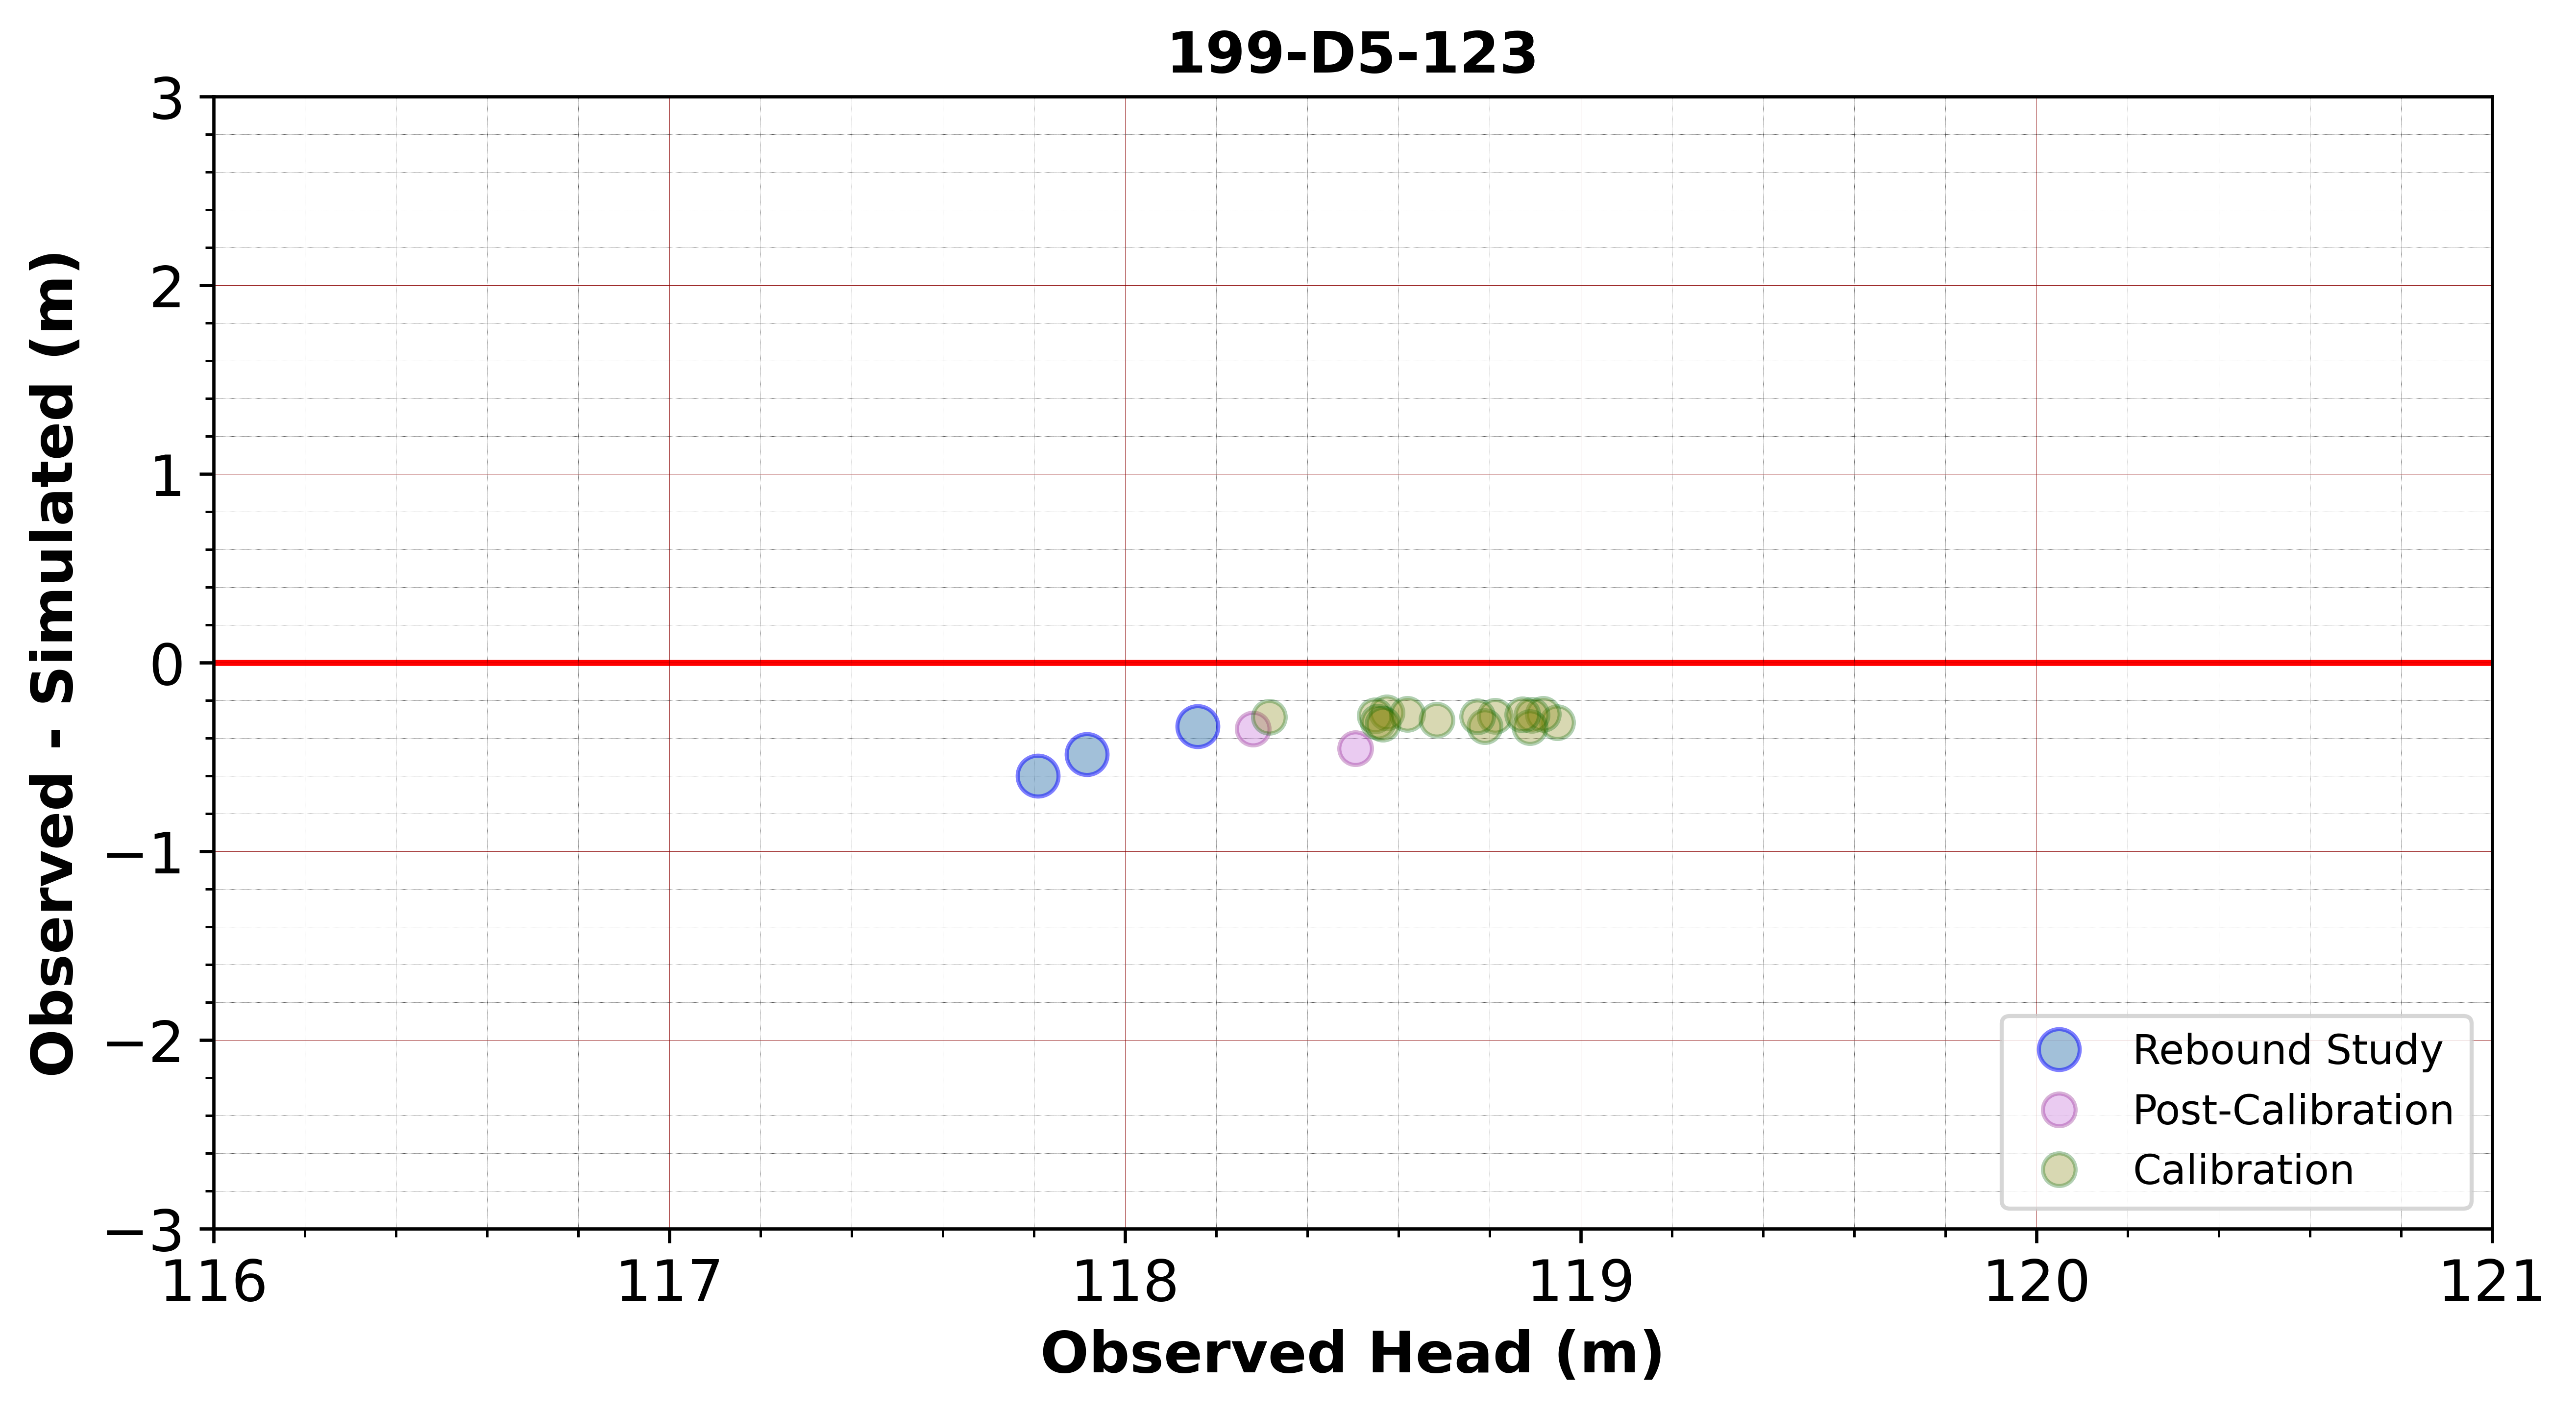 199-D5-123
3
2
1
0
−1
−2
−3
Observed - Simulated (m)
116 117 118 119 120 121
Observed Head (m)
Rebound Study
Post-Calibration
Calibration